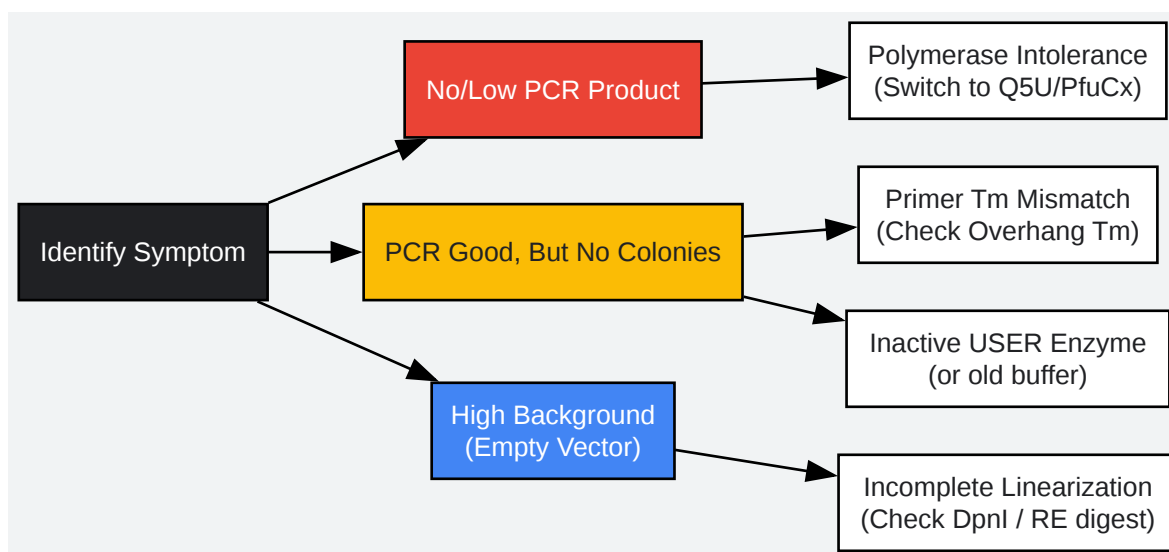 Identify Symptom
No/Low PCR Product
Polymerase Intolerance
(Switch to Q5U/PfuCx)
PCR Good, But No Colonies
Primer Tm Mismatch
(Check Overhang Tm)
Inactive USER Enzyme
(or old buffer)
High Background
(Empty Vector)
Incomplete Linearization
(Check DpnI / RE digest)